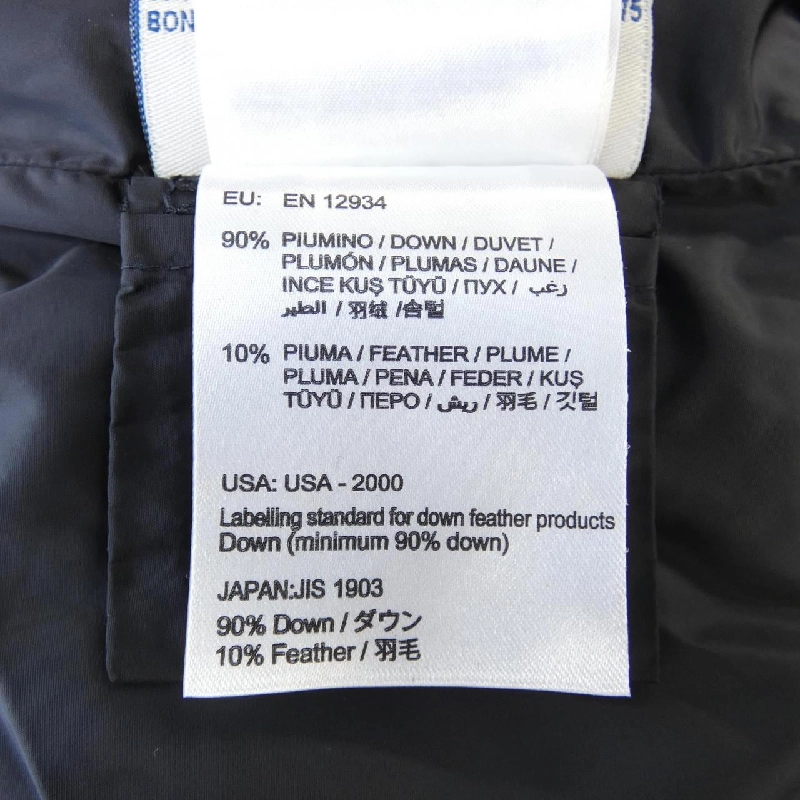 BON
75
EU: EN 12934
90% PIUMINO / DOWN / DUVET /
PLUMÓN / PLUMAS / DAUNE /
INCE KUŞ TÜYÜ / ПУХ / زغب
الطير / 羽绒 /솜털
10% PIUMA / FEATHER / PLUME /
PLUMA / PENA / FEDER / KUŞ
TÜYÜ / ПЕРО / ريش / 羽毛 / 깃털
USA: USA - 2000
Labelling standard for down feather products
Down (minimum 90% down)
JAPAN:JIS 1903
90% Down / ダウン
10% Feather / 羽毛